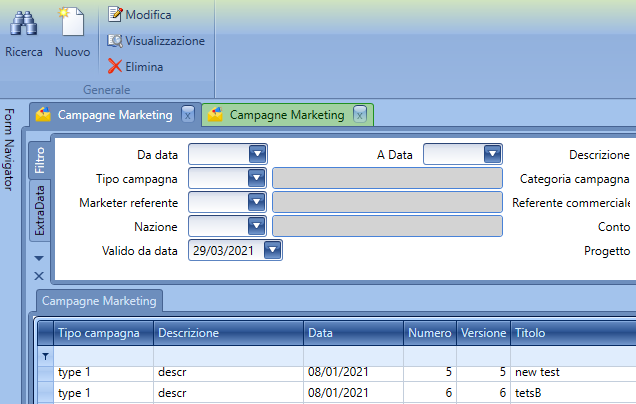 Modifica
Visualizzazione
Elimina
Ricerca
Nuovo
Generale
Form Navigator
Campagne Marketing x
Campagne Marketing x
Filtro
ExtraData
Da data
A Data
Descrizione
Tipo campagna
Categoria campagna
Marketer referente
Referente commerciale
Nazione
Conto
Valido da data 29/03/2021
Progetto
Campagne Marketing
Tipo campagna Descrizione Data Numero Versione Titolo
type 1 descr 08/01/2021 5 5 new test
type 1 descr 08/01/2021 6 6 tetsB